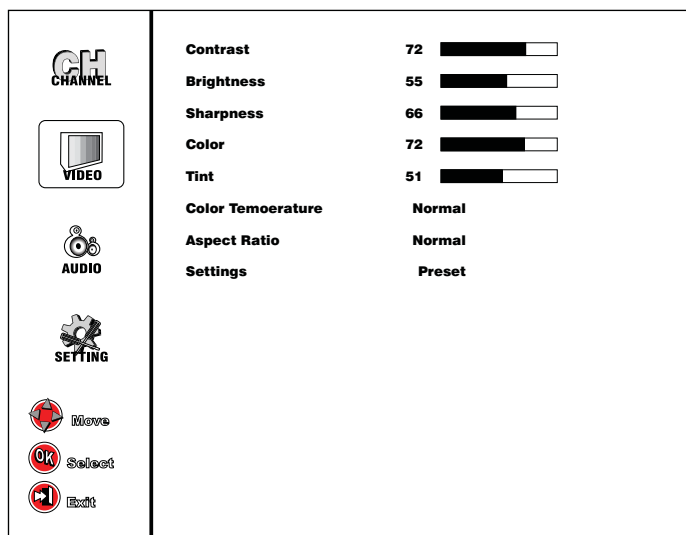 CH
CHANNEL
VIDEO
AUDIO
SETTING
Move
OK Select
Exit
Contrast 72
Brightness 55
Sharpness 66
Color 72
Tint 51
Color Temoerature Normal
Aspect Ratio Normal
Settings Preset